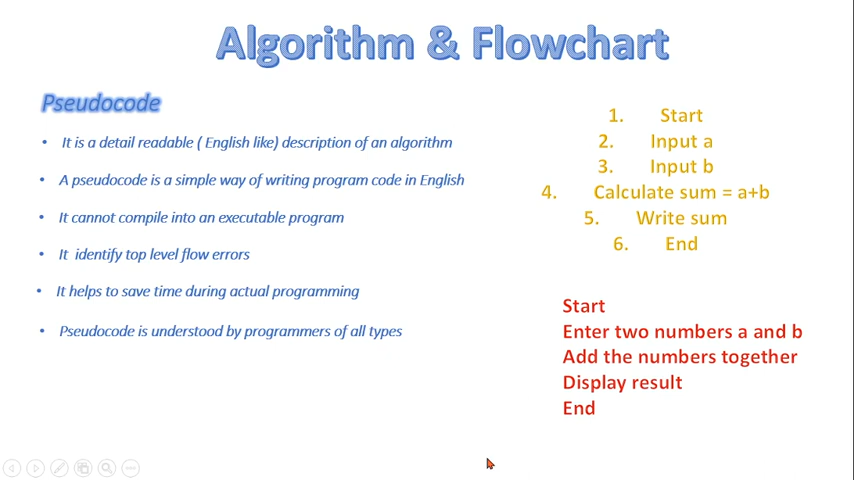 Algorithm & Flowchart
Pseudocode
• It is a detail readable ( English like) description of an algorithm
• A pseudocode is a simple way of writing program code in English
• It cannot compile into an executable program
• It identify top level flow errors
• It helps to save time during actual programming
• Pseudocode is understood by programmers of all types
1. Start
2. Input a
3. Input b
4. Calculate sum = a+b
5. Write sum
6. End
Start
Enter two numbers a and b
Add the numbers together
Display result
End